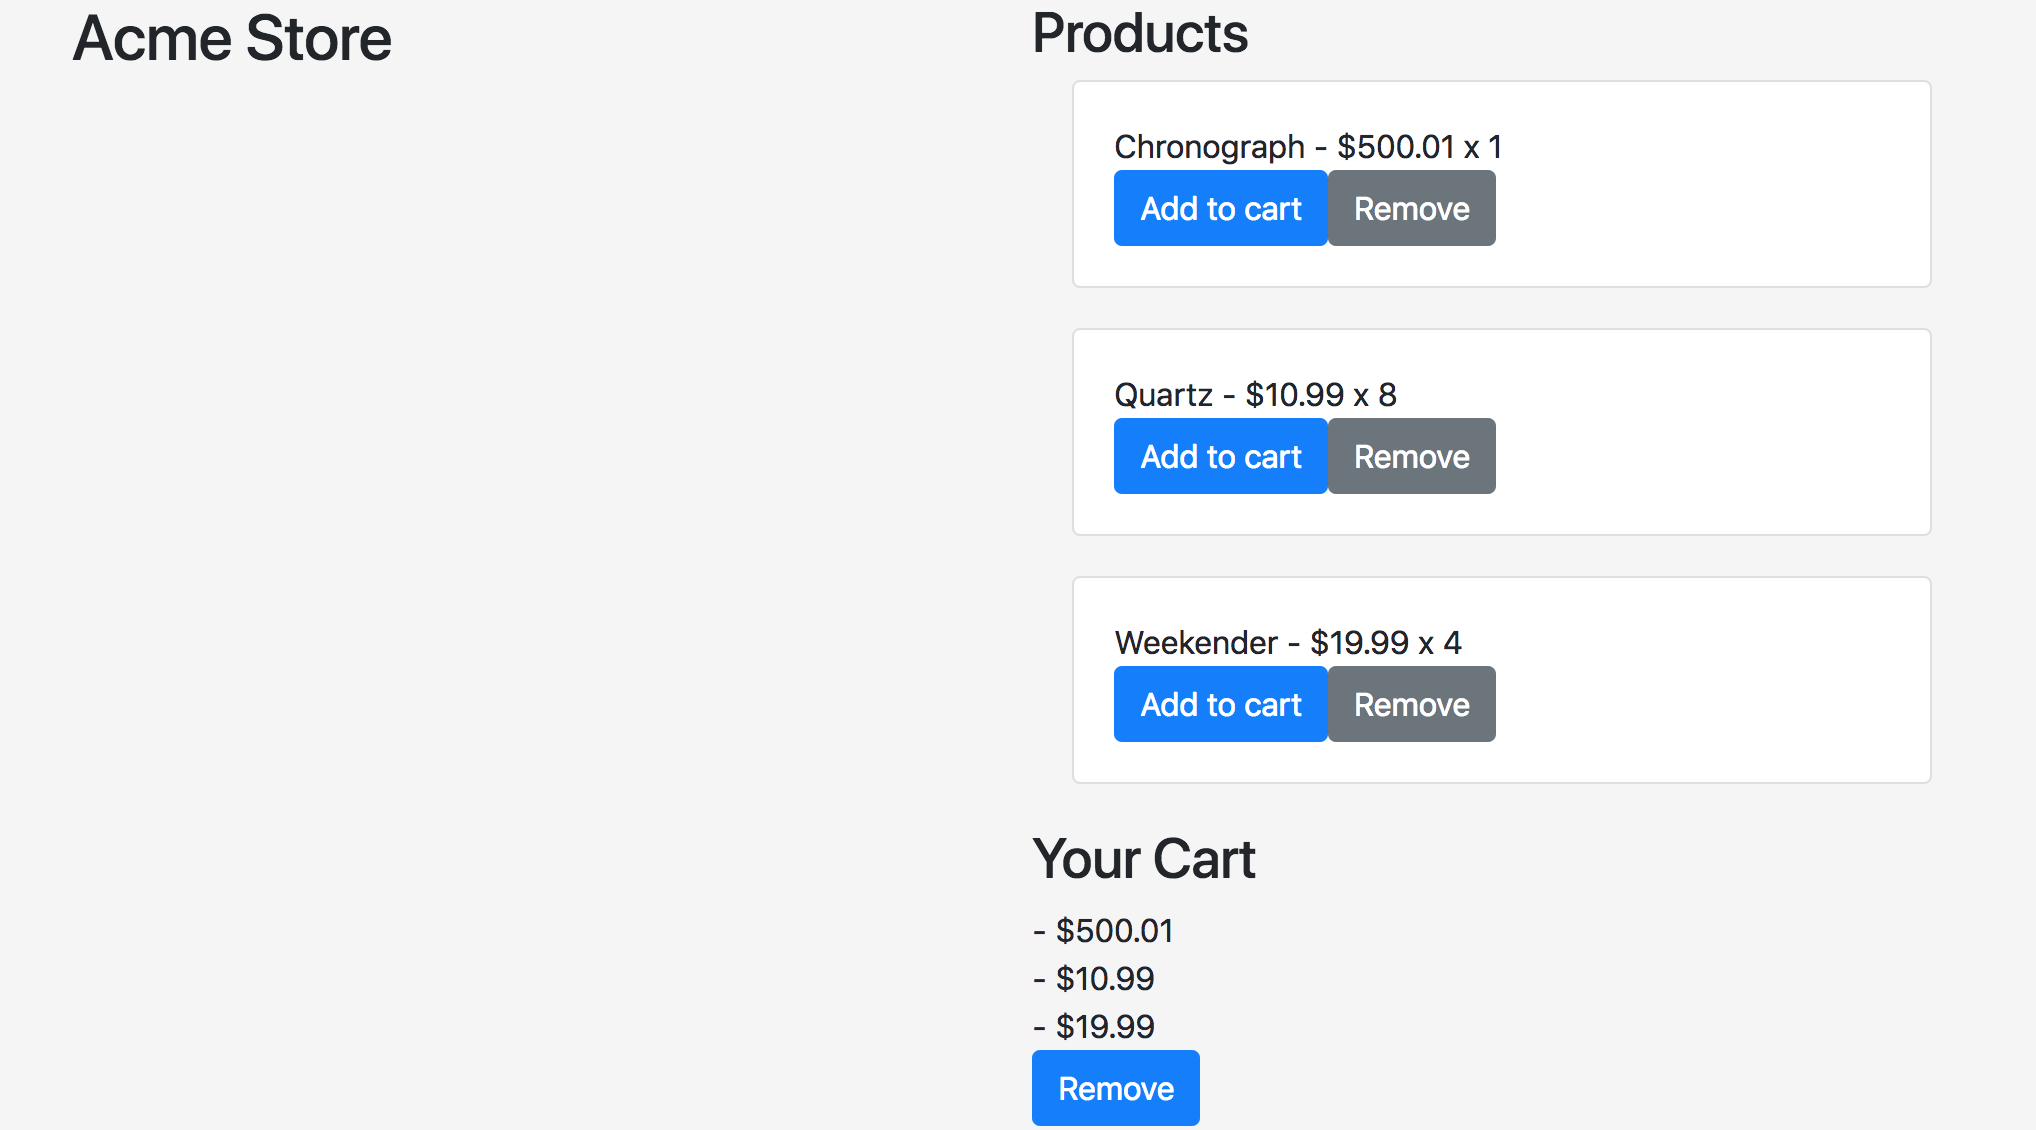 Acme Store
Products
Chronograph - $500.01 x 1
Add to cart Remove
Quartz - $10.99 x 8
Add to cart Remove
Weekender - $19.99 x 4
Add to cart Remove
Your Cart
- $500.01
- $10.99
- $19.99
Remove